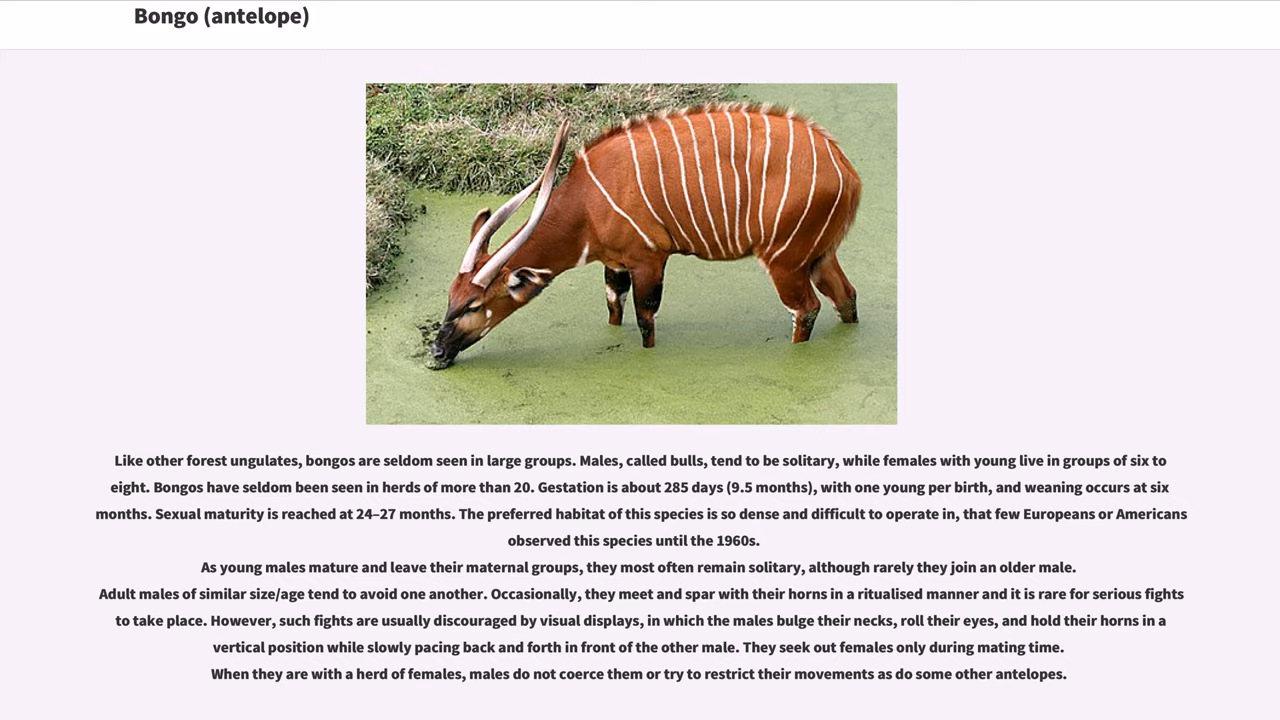 Bongo (antelope)
Like other forest ungulates, bongos are seldom seen in large groups. Males, called bulls, tend to be solitary, while females with young live in groups of six to
eight. Bongos have seldom been seen in herds of more than 20. Gestation is about 285 days (9.5 months), with one young per birth, and weaning occurs at six
months. Sexual maturity is reached at 24–27 months. The preferred habitat of this species is so dense and difficult to operate in, that few Europeans or Americans
observed this species until the 1960s.
As young males mature and leave their maternal groups, they most often remain solitary, although rarely they join an older male.
Adult males of similar size/age tend to avoid one another. Occasionally, they meet and spar with their horns in a ritualised manner and it is rare for serious fights
to take place. However, such fights are usually discouraged by visual displays, in which the males bulge their necks, roll their eyes, and hold their horns in a
vertical position while slowly pacing back and forth in front of the other male. They seek out females only during mating time.
When they are with a herd of females, males do not coerce them or try to restrict their movements as do some other antelopes.